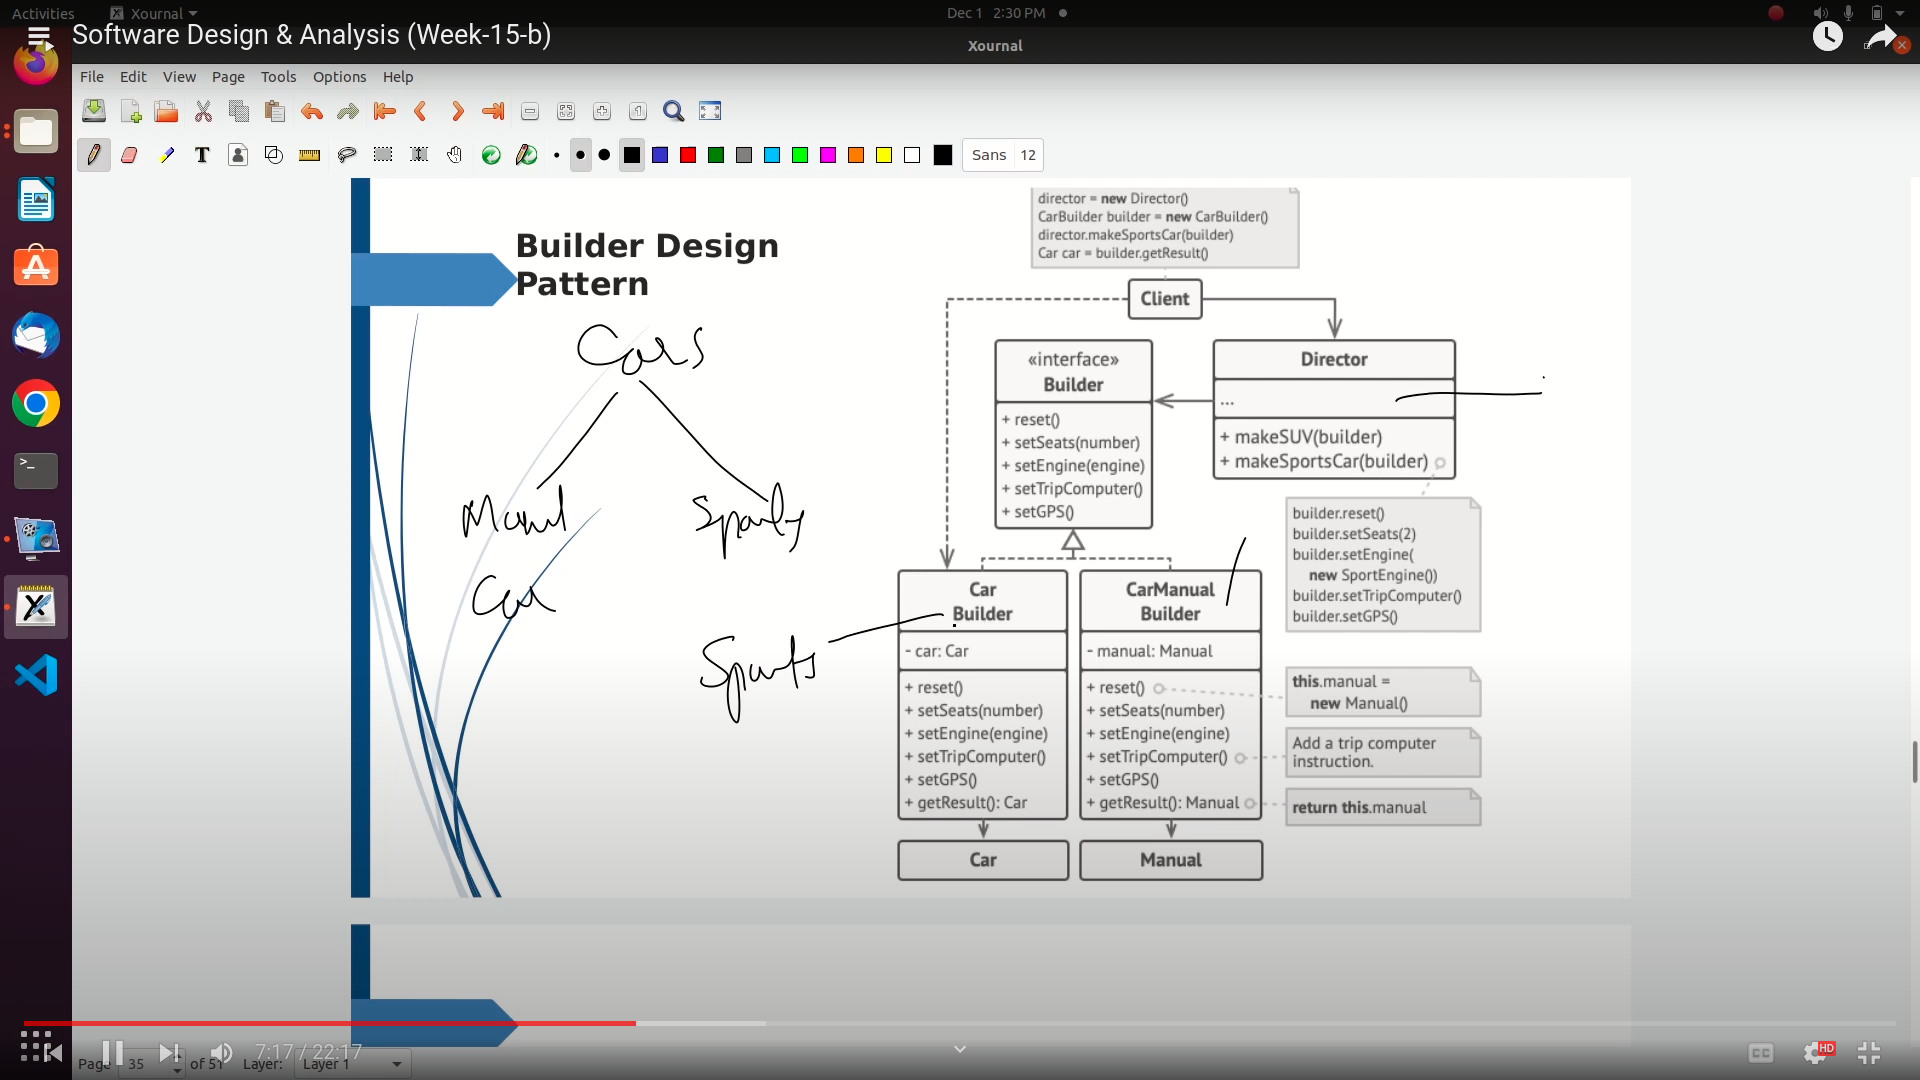 Activities
Xournal
Dec 1 2:30 PM
Software Design & Analysis (Week-15-b)
Xournal
File Edit View Page Tools Options Help
Sans 12
Builder Design
Pattern
Cars
Manual
Sports
Car
Sports
director = new Director()
CarBuilder builder = new CarBuilder()
director.makeSportsCar(builder)
Car car = builder.getResult()
Client
«interface»
Builder
+ reset()
+ setSeats(number)
+ setEngine(engine)
+ setTripComputer()
+ setGPS()
Director
...
+ makeSUV(builder)
+ makeSportsCar(builder)
builder.reset()
builder.setSeats(2)
builder.setEngine(
new SportEngine())
builder.setTripComputer()
builder.setGPS()
Car
Builder
- car: Car
+ reset()
+ setSeats(number)
+ setEngine(engine)
+ setTripComputer()
+ setGPS()
+ getResult(): Car
Car
CarManual
Builder
- manual: Manual
+ reset()
+ setSeats(number)
+ setEngine(engine)
+ setTripComputer()
+ setGPS()
+ getResult(): Manual
Manual
this.manual =
new Manual()
Add a trip computer
instruction.
return this.manual
7:17 / 22:17
CC
HD
Page 35 of 51 Layer: Layer 1